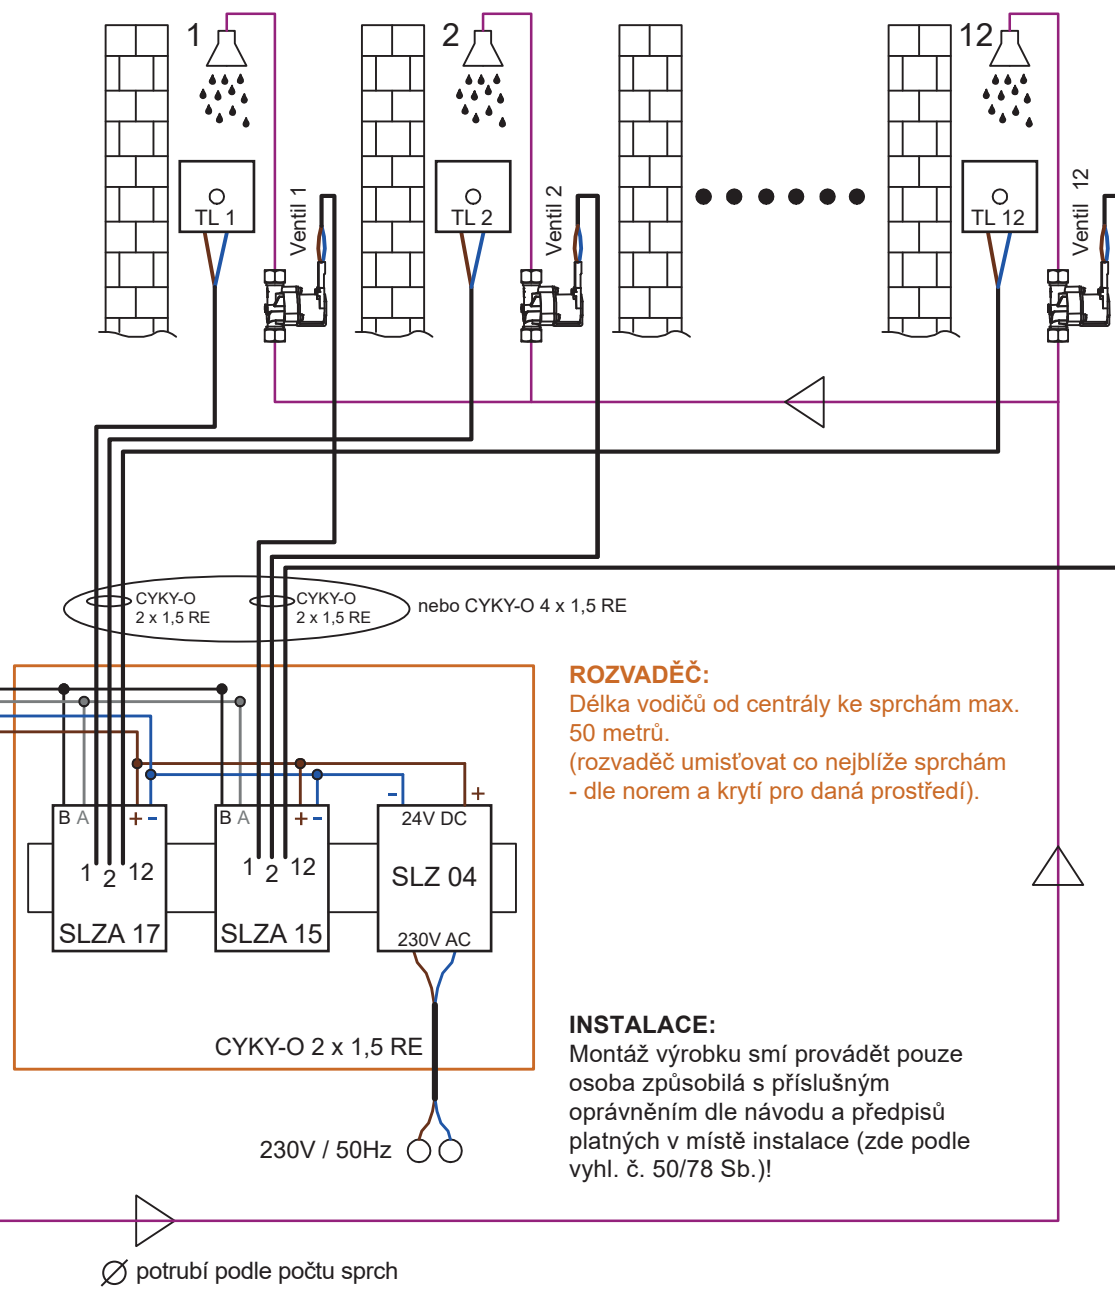 1
2
12
TL 1
Ventil 1
TL 2
Ventil 2
TL 12
Ventil 12
CYKY-O
2 x 1,5 RE
CYKY-O
2 x 1,5 RE
nebo CYKY-O 4 x 1,5 RE
ROZVADĚČ:
Délka vodičů od centrály ke sprchám max.
50 metrů.
(rozvaděč umisťovat co nejblíže sprchám
- dle norem a krytí pro daná prostředí).
B A + -
1 2 12
SLZA 17
B A + -
1 2 12
SLZA 15
- +
24V DC
SLZ 04
230V AC
CYKY-O 2 x 1,5 RE
230V / 50Hz
INSTALACE:
Montáž výrobku smí provádět pouze
osoba způsobilá s příslušným
oprávněním dle návodu a předpisů
platných v místě instalace (zde podle
vyhl. č. 50/78 Sb.)!
potrubí podle počtu sprch